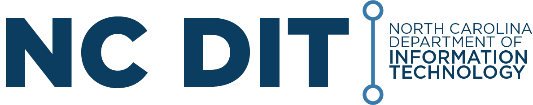 NC DIT
NORTH CAROLINA
DEPARTMENT OF
INFORMATION
TECHNOLOGY